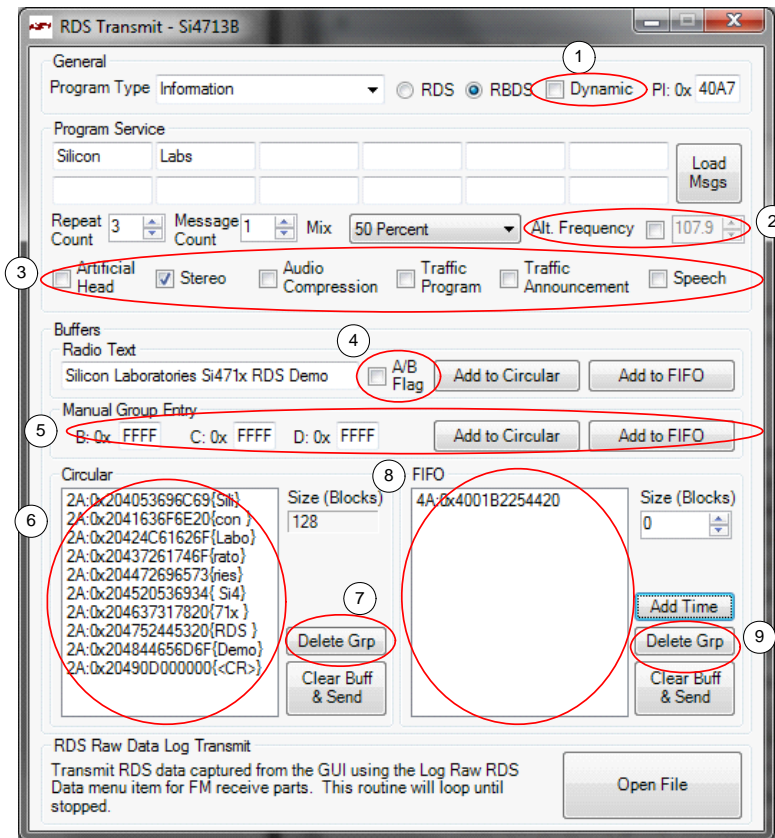 RDS Transmit - Si4713B
1
General
Program Type Information RDS RBDS Dynamic PI: 0x 40A7
Program Service
Silicon Labs
Load Msgs
2
Repeat Count 3 Message Count 1 Mix 50 Percent Alt. Frequency 107.9
3
Artificial Head Stereo Audio Compression Traffic Program Traffic Announcement Speech
Buffers
4
Radio Text
Silicon Laboratories Si471x RDS Demo A/B Flag Add to Circular Add to FIFO
Manual Group Entry
5
B: 0x FFFF C: 0x FFFF D: 0x FFFF Add to Circular Add to FIFO
Circular
6
2A:0x204053696C69{Sili}
2A:0x2041636F6E20{con }
2A:0x20424C61626F{Labo}
2A:0x20437261746F{rato}
2A:0x204472696573{ries}
2A:0x204520536934{ Si4}
2A:0x204637317820{71x }
2A:0x204752445320{RDS }
2A:0x204844656D6F{Demo}
2A:0x20490D000000{<CR>}
Size (Blocks)
128
7
Delete Grp
Clear Buff & Send
8
FIFO
4A:0x4001B2254420
Size (Blocks)
0
Add Time
Delete Grp
9
Clear Buff & Send
RDS Raw Data Log Transmit
Transmit RDS data captured from the GUI using the Log Raw RDS
Data menu item for FM receive parts. This routine will loop until
stopped.
Open File